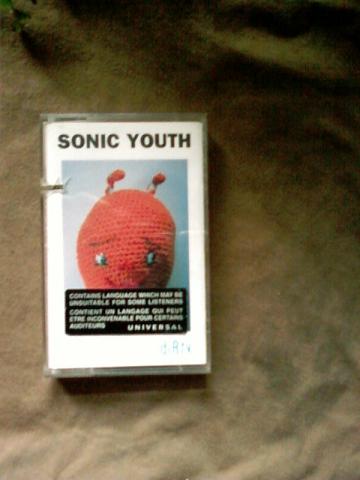 SONIC YOUTH
CONTAINS LANGUAGE WHICH MAY BE
UNSUITABLE FOR SOME LISTENERS
CONTIENT UN LANGAGE QUI PEUT
ETRE INCONVENABLE POUR CERTAINS
AUDITEURS UNIVERSAL
diRty